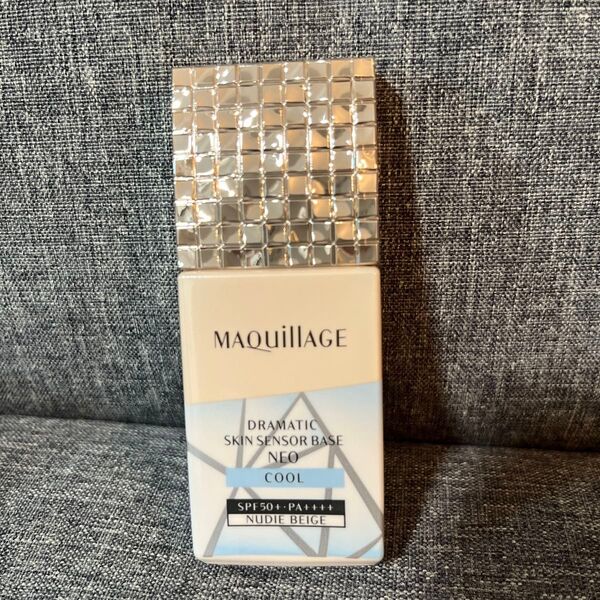 MAQuillAGE
DRAMATIC
SKIN SENSOR BASE
NEO
COOL
SPF50+・PA++++
NUDIE BEIGE